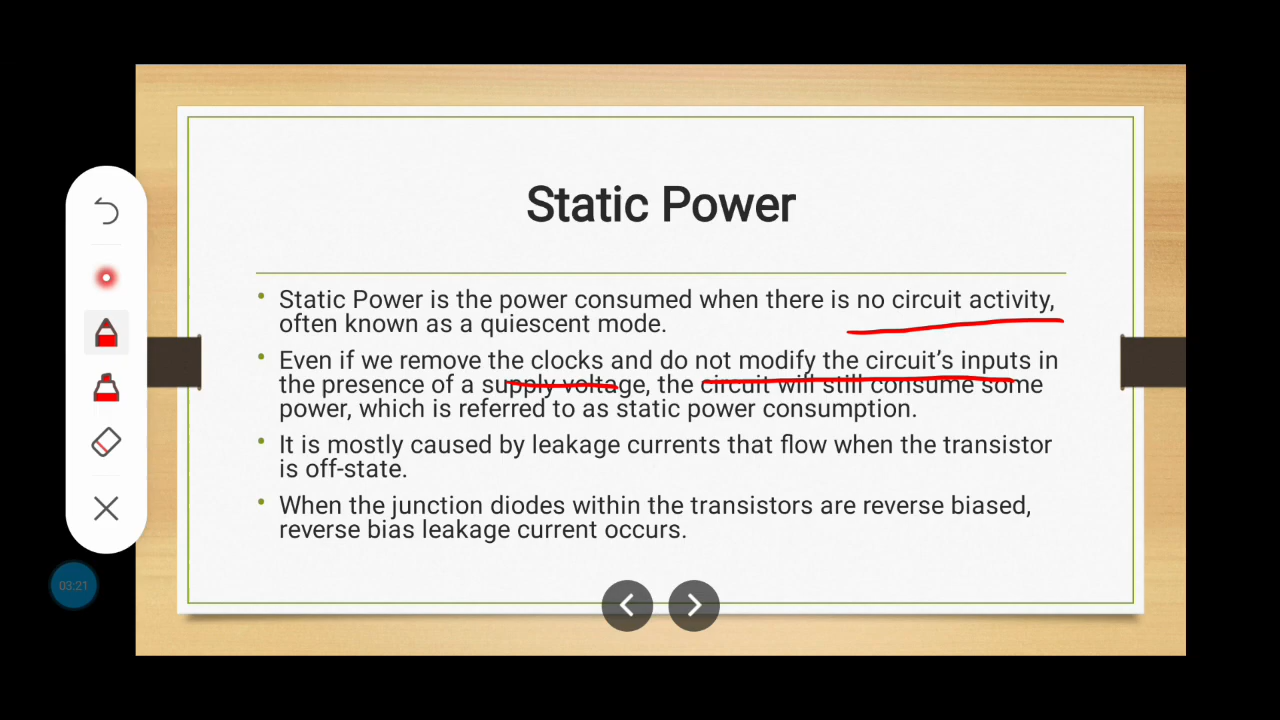 Static Power
• Static Power is the power consumed when there is no circuit activity,
often known as a quiescent mode.
• Even if we remove the clocks and do not modify the circuit's inputs in
the presence of a supply voltage, the circuit will still consume some
power, which is referred to as static power consumption.
• It is mostly caused by leakage currents that flow when the transistor
is off-state.
• When the junction diodes within the transistors are reverse biased,
reverse bias leakage current occurs.
03:21